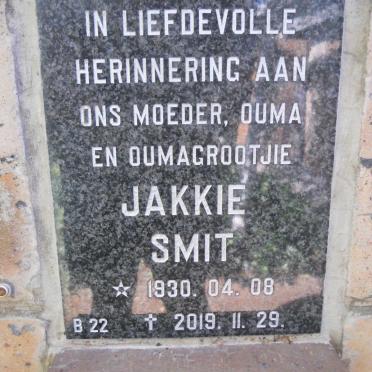 IN LIEFDEVOLLE
HERINNERING AAN
ONS MOEDER, OUMA
EN OUMAGROOTJIE
JAKKIE
SMIT
☆ 1930. 04. 08
B 22 ✝ 2019. 11. 29.